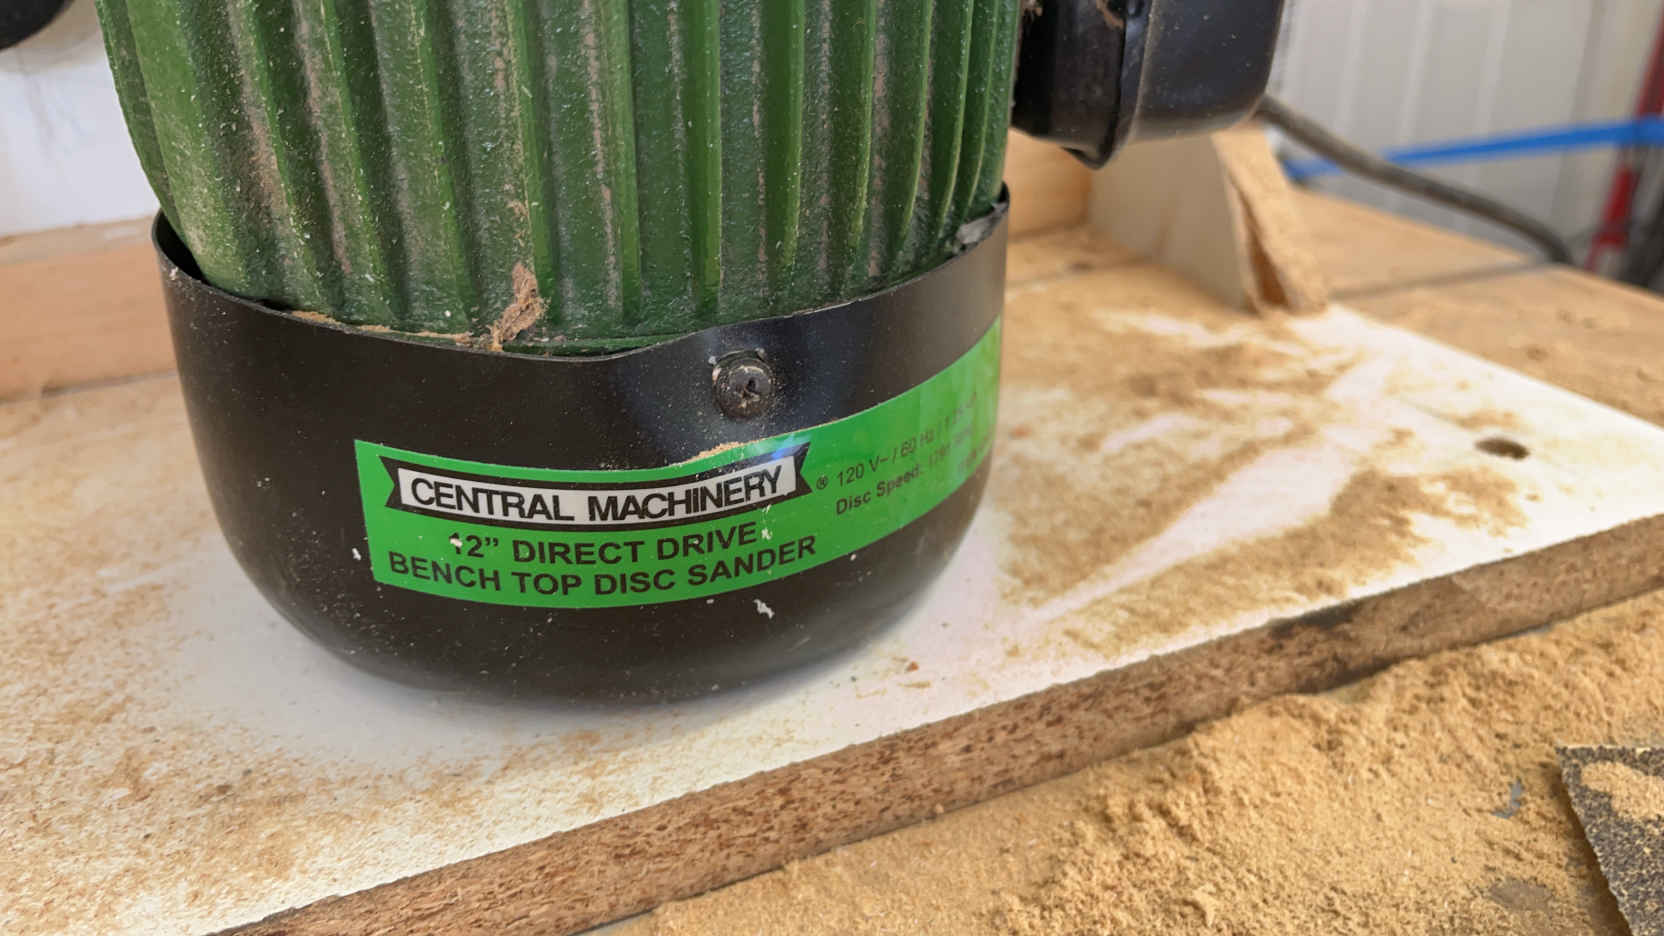 CENTRAL MACHINERY ®
12” DIRECT DRIVE
BENCH TOP DISC SANDER
120 V~ / 60 Hz /
Disc Speed: